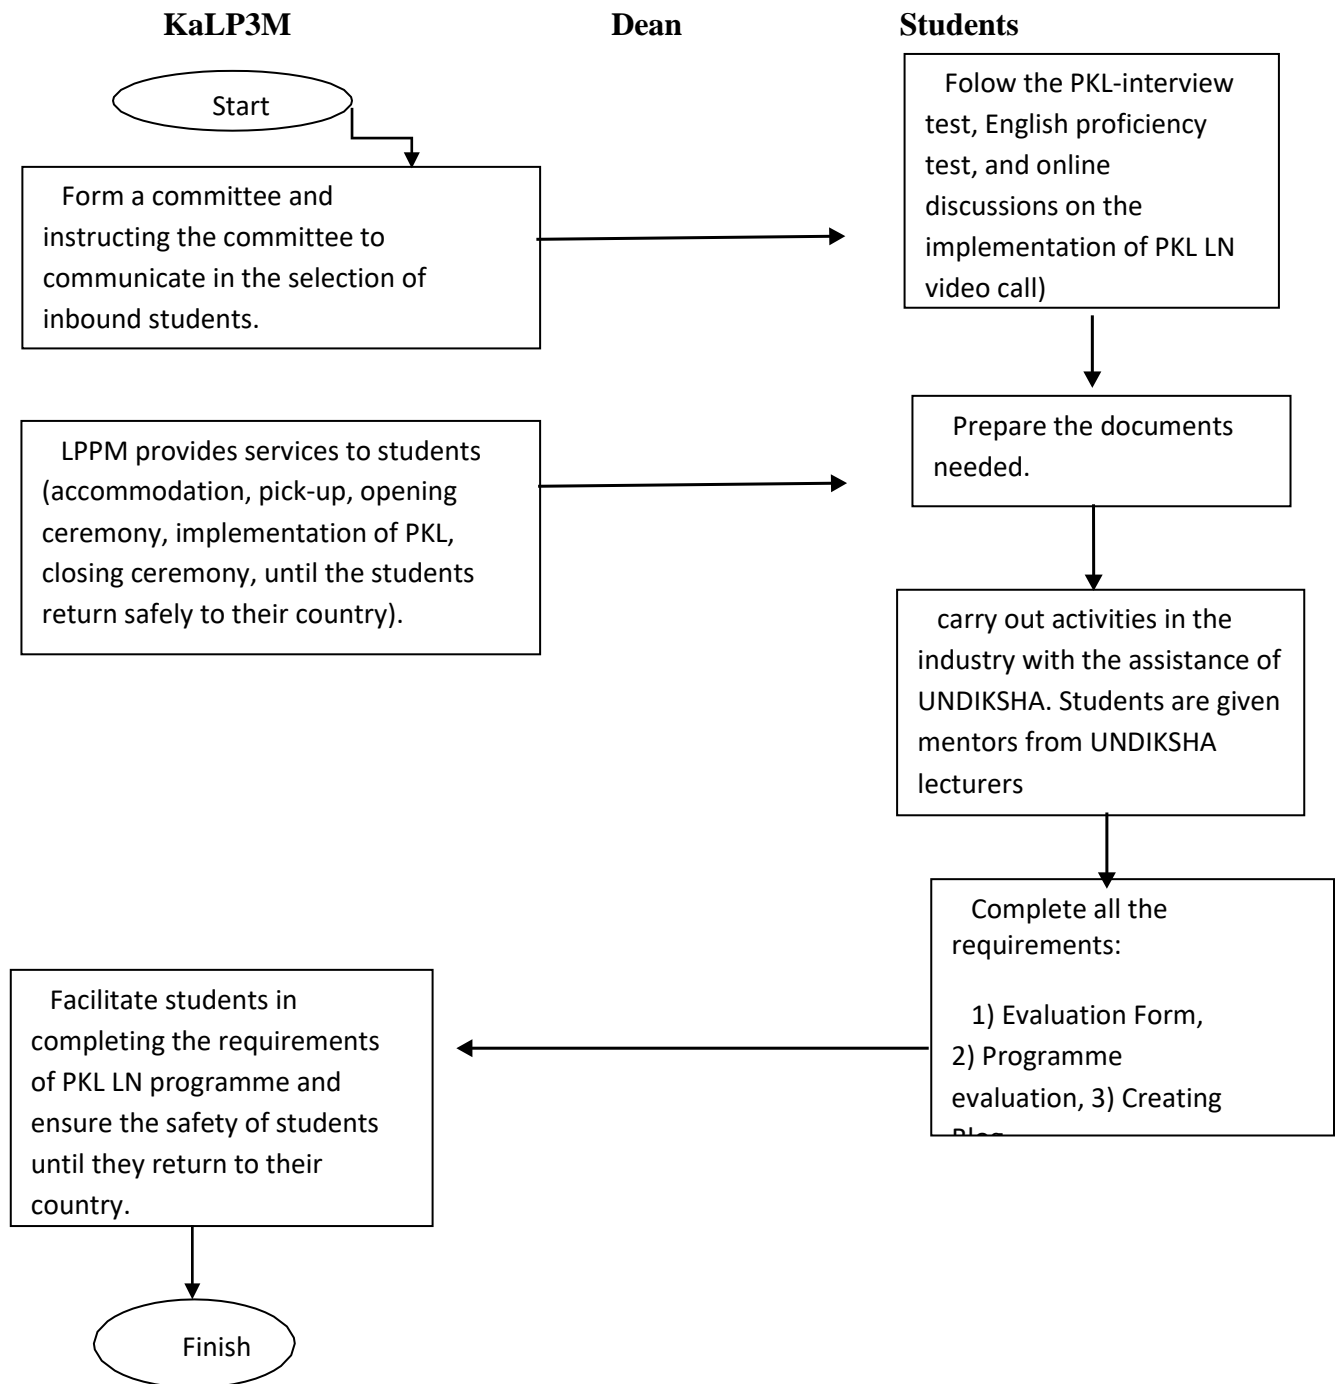 KaLP3M Dean Students
Start
Form a committee and
instructing the committee to
communicate in the selection of
inbound students.
Folow the PKL-interview
test, English proficiency
test, and online
discussions on the
implementation of PKL LN
video call)
LPPM provides services to students
(accommodation, pick-up, opening
ceremony, implementation of PKL,
closing ceremony, until the students
return safely to their country).
Prepare the documents
needed.
carry out activities in the
industry with the assistance of
UNDIKSHA. Students are given
mentors from UNDIKSHA
lecturers
Complete all the
requirements:
1) Evaluation Form,
2) Programme
evaluation, 3) Creating
Blog
Facilitate students in
completing the requirements
of PKL LN programme and
ensure the safety of students
until they return to their
country.
Finish